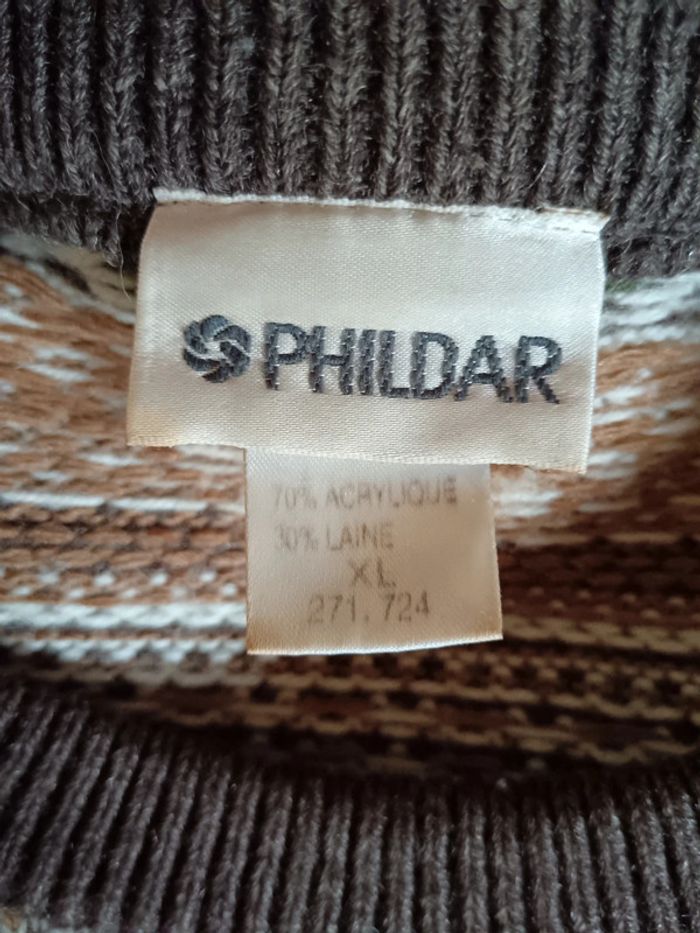 PHILDAR
70% ACRYLIQUE
30% LAINE
XL
271.724